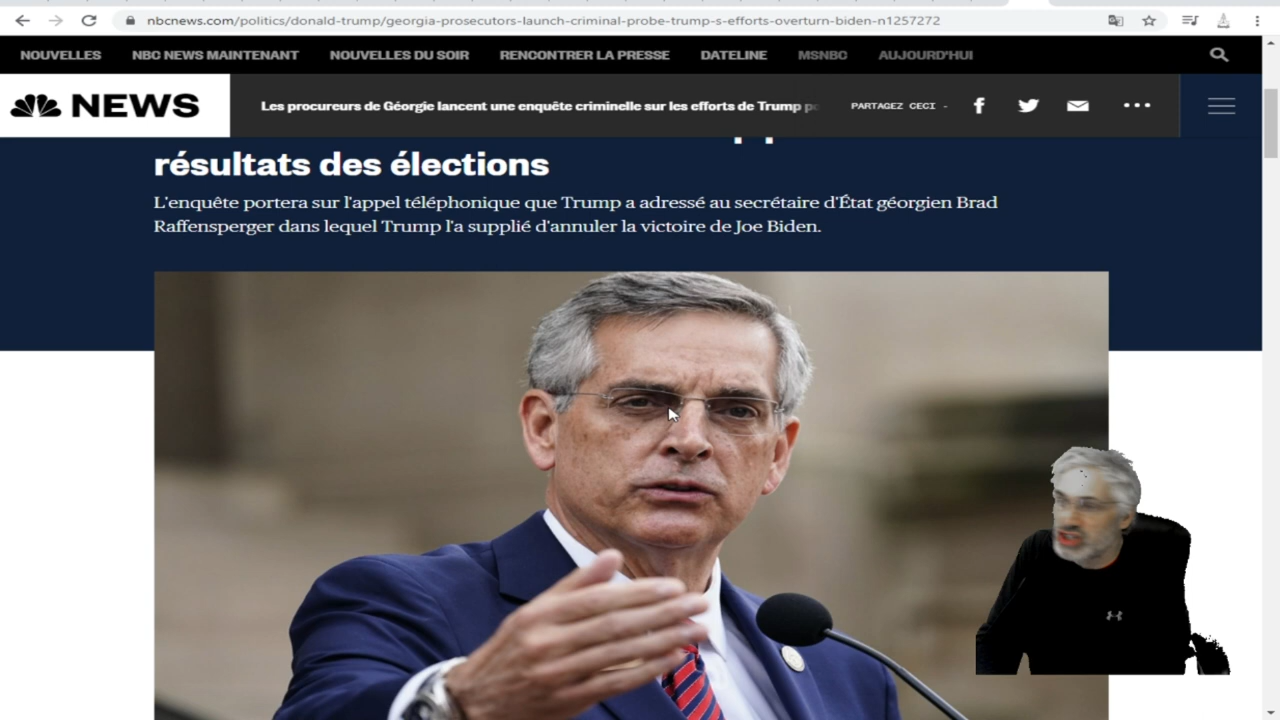 nbcnews.com/politics/donald-trump/georgia-prosecutors-launch-criminal-probe-trump-s-efforts-overturn-biden-n1257272
NOUVELLES NBC NEWS MAINTENANT NOUVELLES DU SOIR RENCONTRER LA PRESSE DATELINE MSNBC AUJOURD'HUI
NEWS Les procureurs de Géorgie lancent une enquête criminelle sur les efforts de Trump PARTAGEZ CECI -
résultats des élections
L'enquête portera sur l'appel téléphonique que Trump a adressé au secrétaire d'État géorgien Brad
Raffensperger dans lequel Trump l'a supplié d'annuler la victoire de Joe Biden.